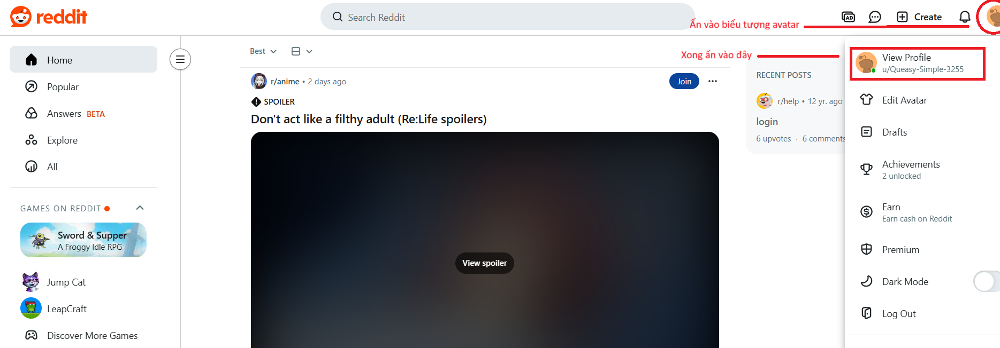 reddit
Search Reddit
AD
Create
Ấn vào biểu tượng avatar
Home
Popular
Answers BETA
Explore
All
GAMES ON REDDIT
Sword & Supper
A Froggy Idle RPG
Jump Cat
LeapCraft
Discover More Games
Best
r/anime • 2 days ago
Join
SPOILER
Don't act like a filthy adult (Re:Life spoilers)
View spoiler
Xong ấn vào đây
RECENT POSTS
r/help • 12 yr. ago
login
6 upvotes · 6 comments
View Profile
u/Queasy-Simple-3255
Edit Avatar
Drafts
Achievements
2 unlocked
Earn
Earn cash on Reddit
Premium
Dark Mode
Log Out